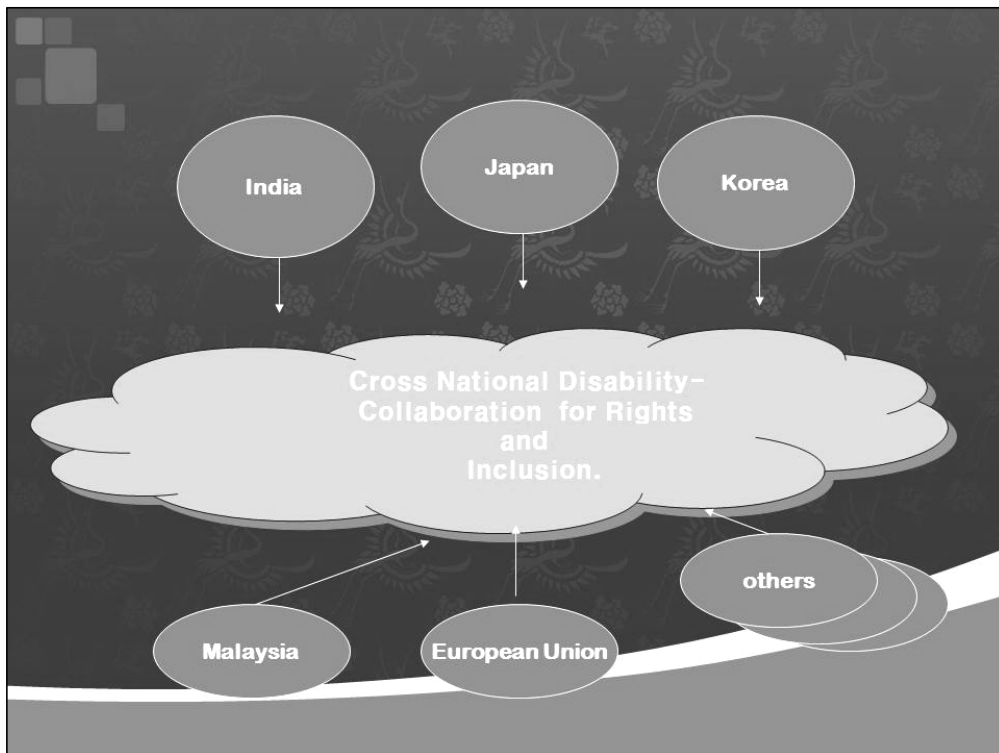 India
Japan
Korea
Cross National Disability-
Collaboration for Rights
and
Inclusion.
others
Malaysia
European Union